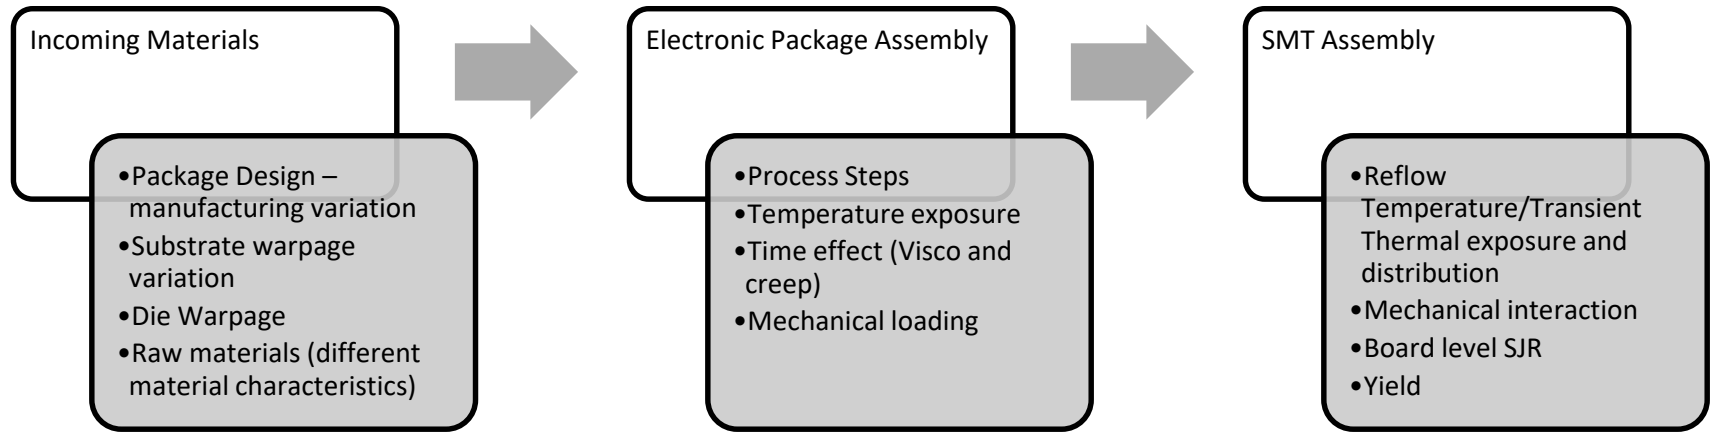 Incoming Materials
•Package Design –
manufacturing variation
•Substrate warpage
variation
•Die Warpage
•Raw materials (different
material characteristics)
Electronic Package Assembly
•Process Steps
•Temperature exposure
•Time effect (Visco and
creep)
•Mechanical loading
SMT Assembly
•Reflow
Temperature/Transient
Thermal exposure and
distribution
•Mechanical interaction
•Board level SJR
•Yield